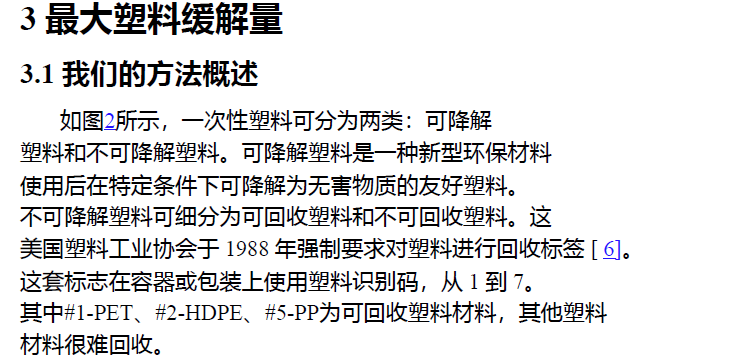 3 最大塑料缓解量
3.1 我们的方法概述
如图2所示，一次性塑料可分为两类：可降解
塑料和不可降解塑料。可降解塑料是一种新型环保材料
使用后在特定条件下可降解为无害物质的友好塑料。
不可降解塑料可细分为可回收塑料和不可回收塑料。这
美国塑料工业协会于 1988 年强制要求对塑料进行回收标签 [ 6]。
这套标志在容器或包装上使用塑料识别码，从 1 到 7。
其中#1-PET、#2-HDPE、#5-PP为可回收塑料材料，其他塑料
材料很难回收。